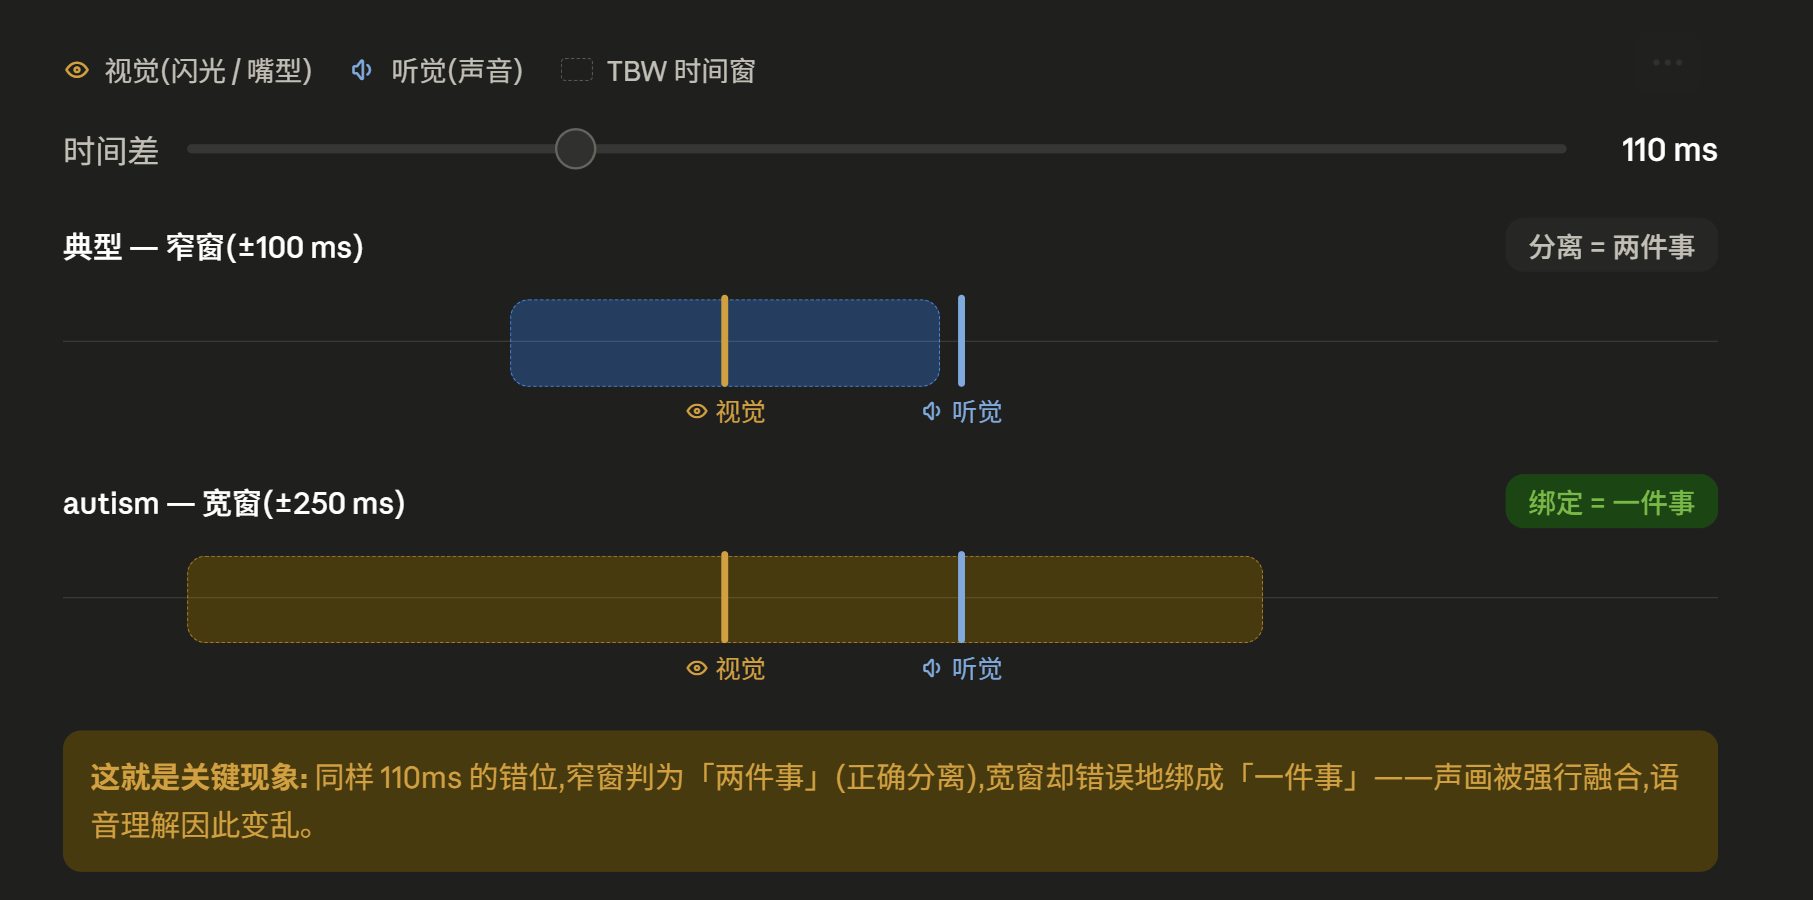 视觉(闪光 / 嘴型) 听觉(声音) TBW 时间窗
时间差 110 ms
典型 — 窄窗(±100 ms) 分离 = 两件事
视觉 听觉
autism — 宽窗(±250 ms) 绑定 = 一件事
视觉 听觉
这就是关键现象: 同样 110ms 的错位,窄窗判为「两件事」(正确分离),宽窗却错误地绑成「一件事」——声画被强行融合,语
音理解因此变乱。